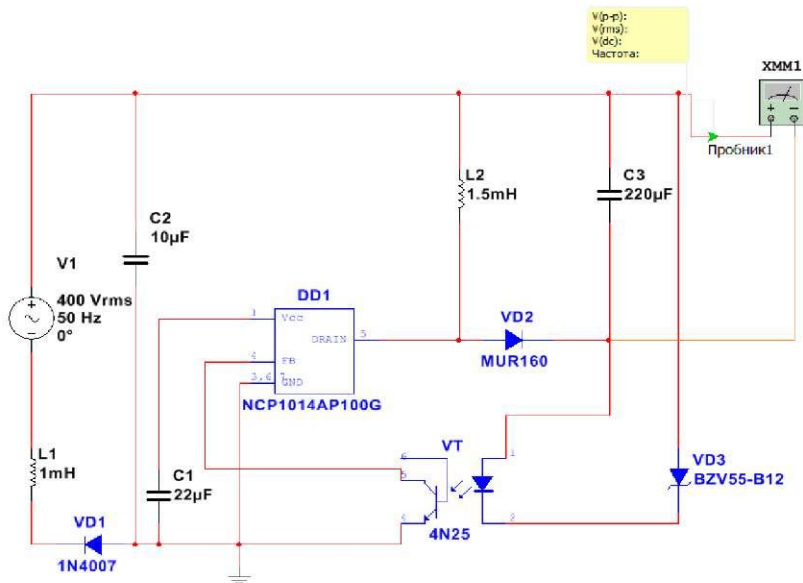 V(p-p):
V(rms):
V(dc):
Частота:
XMM1
Пробник1
L2
1.5mH
C3
220µF
C2
10µF
V1
400 Vrms
50 Hz
0°
DD1
1
Vcc
DRAIN
5
4
FB
3,6,7
GND
NCP1014AP100G
VD2
MUR160
VT
6
5
4
1
2
4N25
VD3
BZV55-B12
L1
1mH
C1
22µF
VD1
1N4007